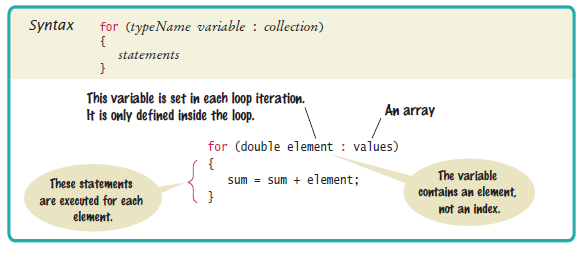 Syntax
for (typeName variable : collection)
{
statements
}
This variable is set in each loop iteration.
It is only defined inside the loop.
An array
for (double element : values)
{
sum = sum + element;
}
These statements
are executed for each
element.
The variable
contains an element,
not an index.